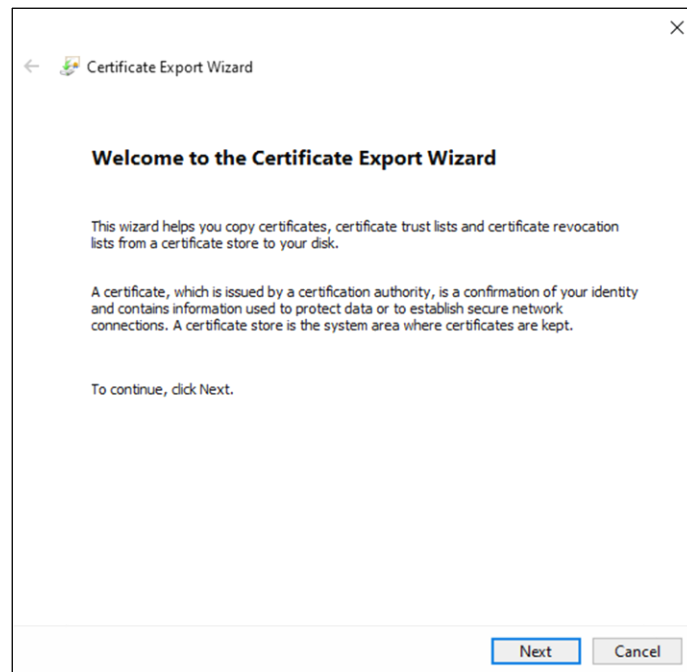 Certificate Export Wizard
Welcome to the Certificate Export Wizard
This wizard helps you copy certificates, certificate trust lists and certificate revocation
lists from a certificate store to your disk.
A certificate, which is issued by a certification authority, is a confirmation of your identity
and contains information used to protect data or to establish secure network
connections. A certificate store is the system area where certificates are kept.
To continue, click Next.
Next Cancel